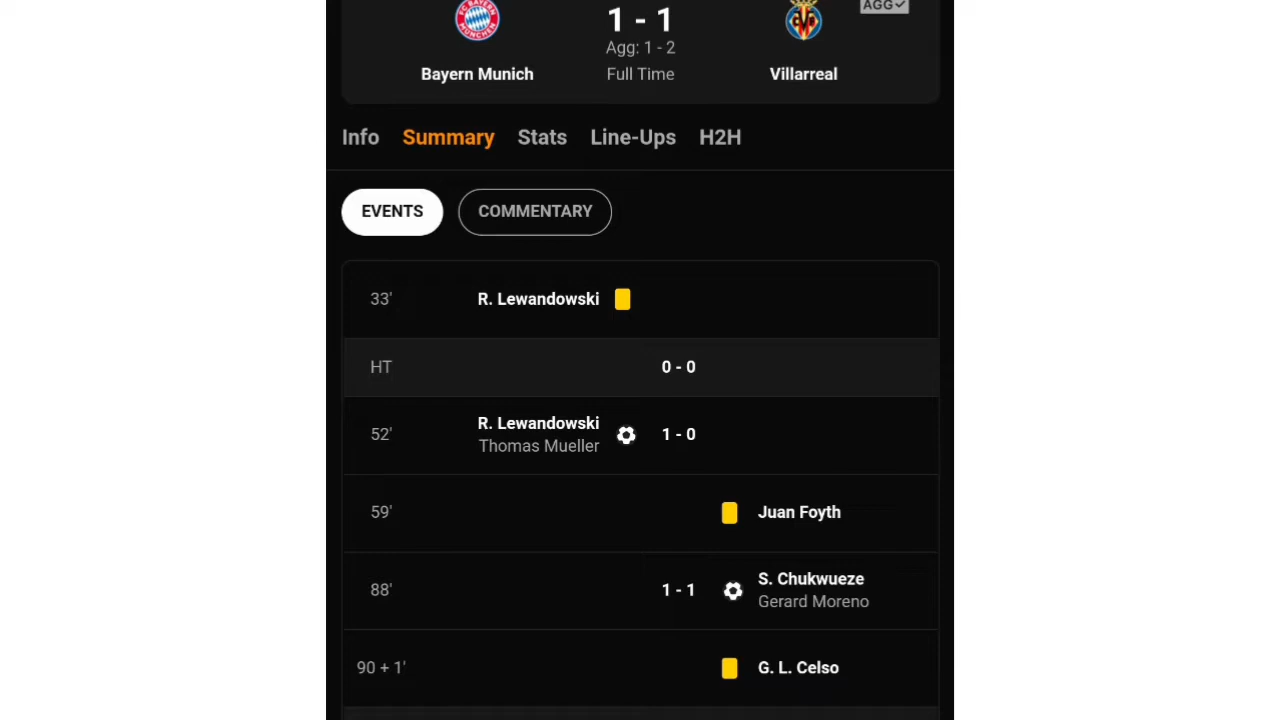 1 - 1
AGG
Agg: 1 - 2
Bayern Munich
Full Time
Villarreal
Info Summary Stats Line-Ups H2H
EVENTS COMMENTARY
33' R. Lewandowski
HT 0 - 0
52' R. Lewandowski 1 - 0
Thomas Mueller
59' Juan Foyth
88' 1 - 1 S. Chukwueze
Gerard Moreno
90 + 1' G. L. Celso